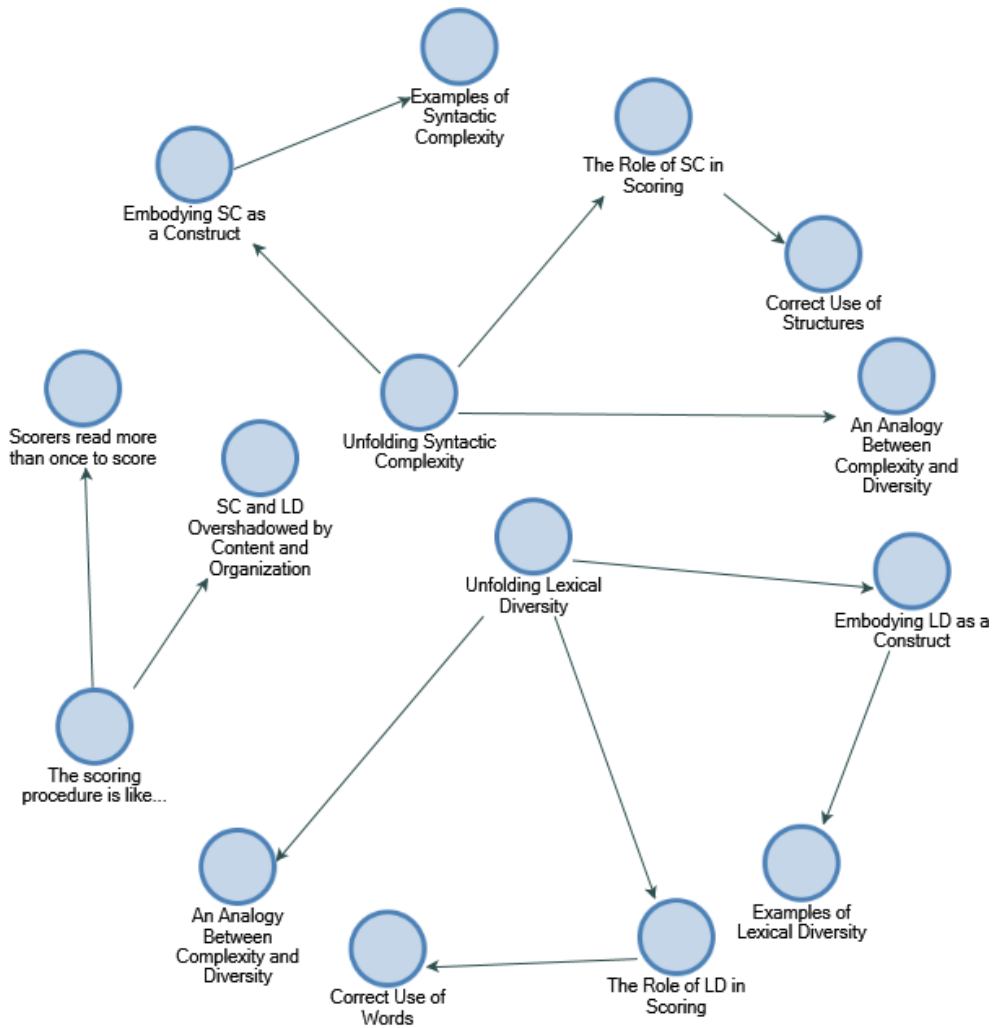 Examples of
Syntactic
Complexity
The Role of SC in
Scoring
Embodying SC as
a Construct
Correct Use of
Structures
Unfolding Syntactic
Complexity
An Analogy
Between
Complexity and
Diversity
Scorers read more
than once to score
SC and LD
Overshadowed by
Content and
Organization
Unfolding Lexical
Diversity
Embodying LD as a
Construct
The scoring
procedure is like...
An Analogy
Between
Complexity and
Diversity
Examples of
Lexical Diversity
The Role of LD in
Scoring
Correct Use of
Words